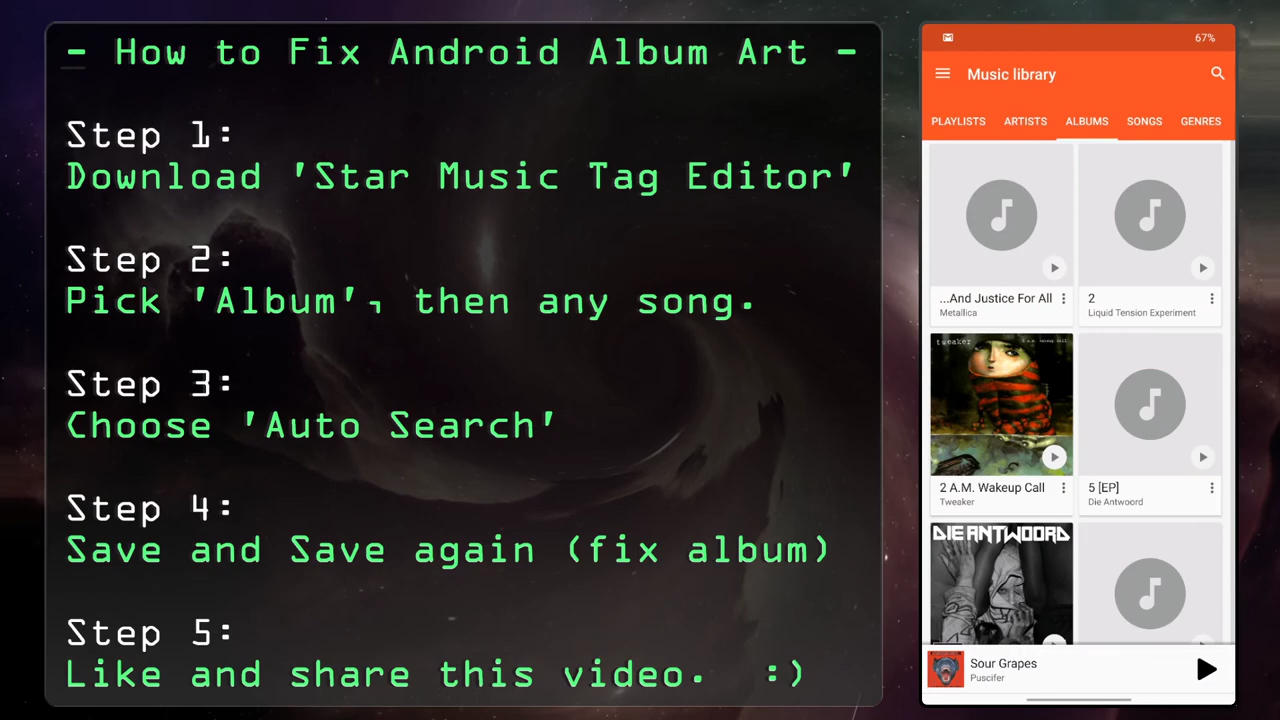 - How to Fix Android Album Art -
Step 1:
Download 'Star Music Tag Editor'
Step 2:
Pick 'Album', then any song.
Step 3:
Choose 'Auto Search'
Step 4:
Save and Save again (fix album)
Step 5:
Like and share this video. :)
67%
Music library
PLAYLISTS ARTISTS ALBUMS SONGS GENRES
...And Justice For All
Metallica
2
Liquid Tension Experiment
tweaker
2 a.m. wakeup call
2 A.M. Wakeup Call
Tweaker
5 [EP]
Die Antwoord
DIE ANTWOORD
Sour Grapes
Puscifer